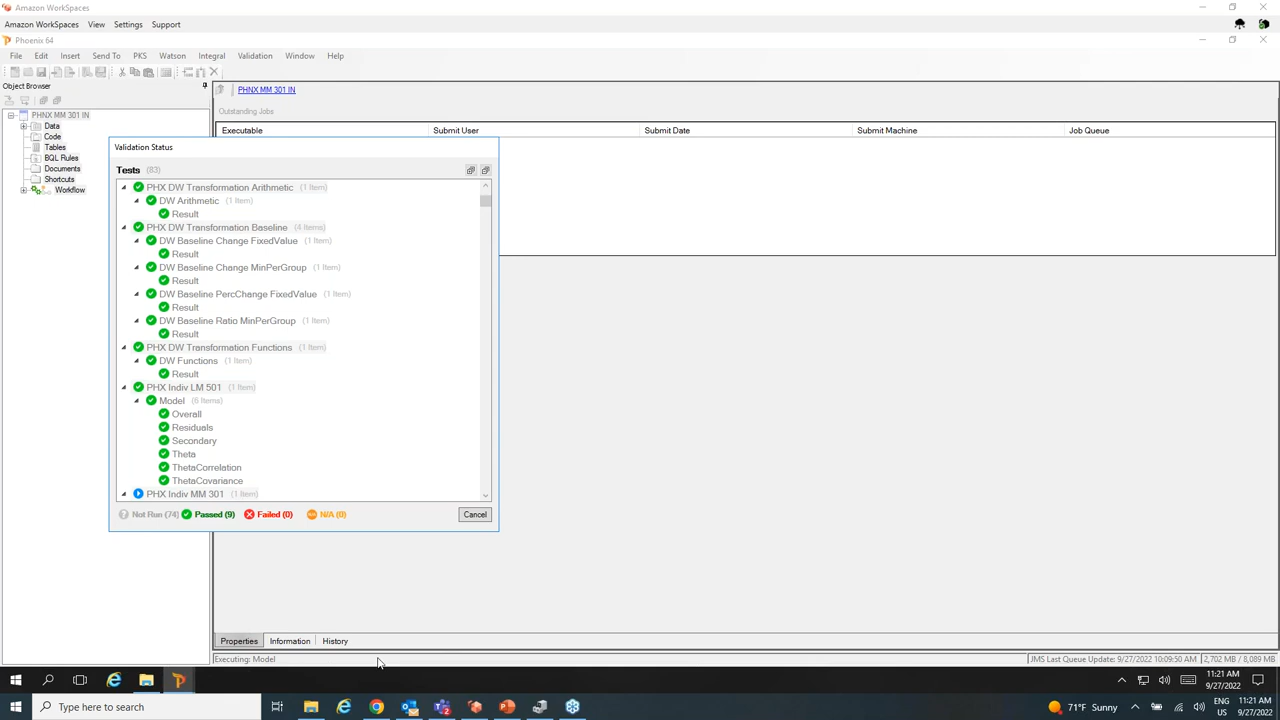 Amazon WorkSpaces
Amazon WorkSpaces View Settings Support
Phoenix 64
File Edit Insert Send To PKS Watson Integral Validation Window Help
Object Browser
PHNX MM 301 IN
Data
Code
Tables
BQL Rules
Documents
Shortcuts
Workflow
PHNX MM 301 IN
Outstanding Jobs
Executable Submit User Submit Date Submit Machine Job Queue
Validation Status
Tests (83)
PHX DW Transformation Arithmetic (1 Item)
DW Arithmetic (1 Item)
Result
PHX DW Transformation Baseline (4 Items)
DW Baseline Change FixedValue (1 Item)
Result
DW Baseline Change MinPerGroup (1 Item)
Result
DW Baseline PercChange FixedValue (1 Item)
Result
DW Baseline Ratio MinPerGroup (1 Item)
Result
PHX DW Transformation Functions (1 Item)
DW Functions (1 Item)
Result
PHX Indiv LM 501 (1 Item)
Model (6 Items)
Overall
Residuals
Secondary
Theta
ThetaCorrelation
ThetaCovariance
PHX Indiv MM 301 (1 Item)
Not Run (74) Passed (9) Failed (0) N/A (0) Cancel
Properties Information History
Executing: Model JMS Last Queue Update: 9/27/2022 10:09:50 AM 2,702 MB / 8,089 MB
11:21 AM
9/27/2022
Type here to search 71°F Sunny ENG US 11:21 AM 9/27/2022